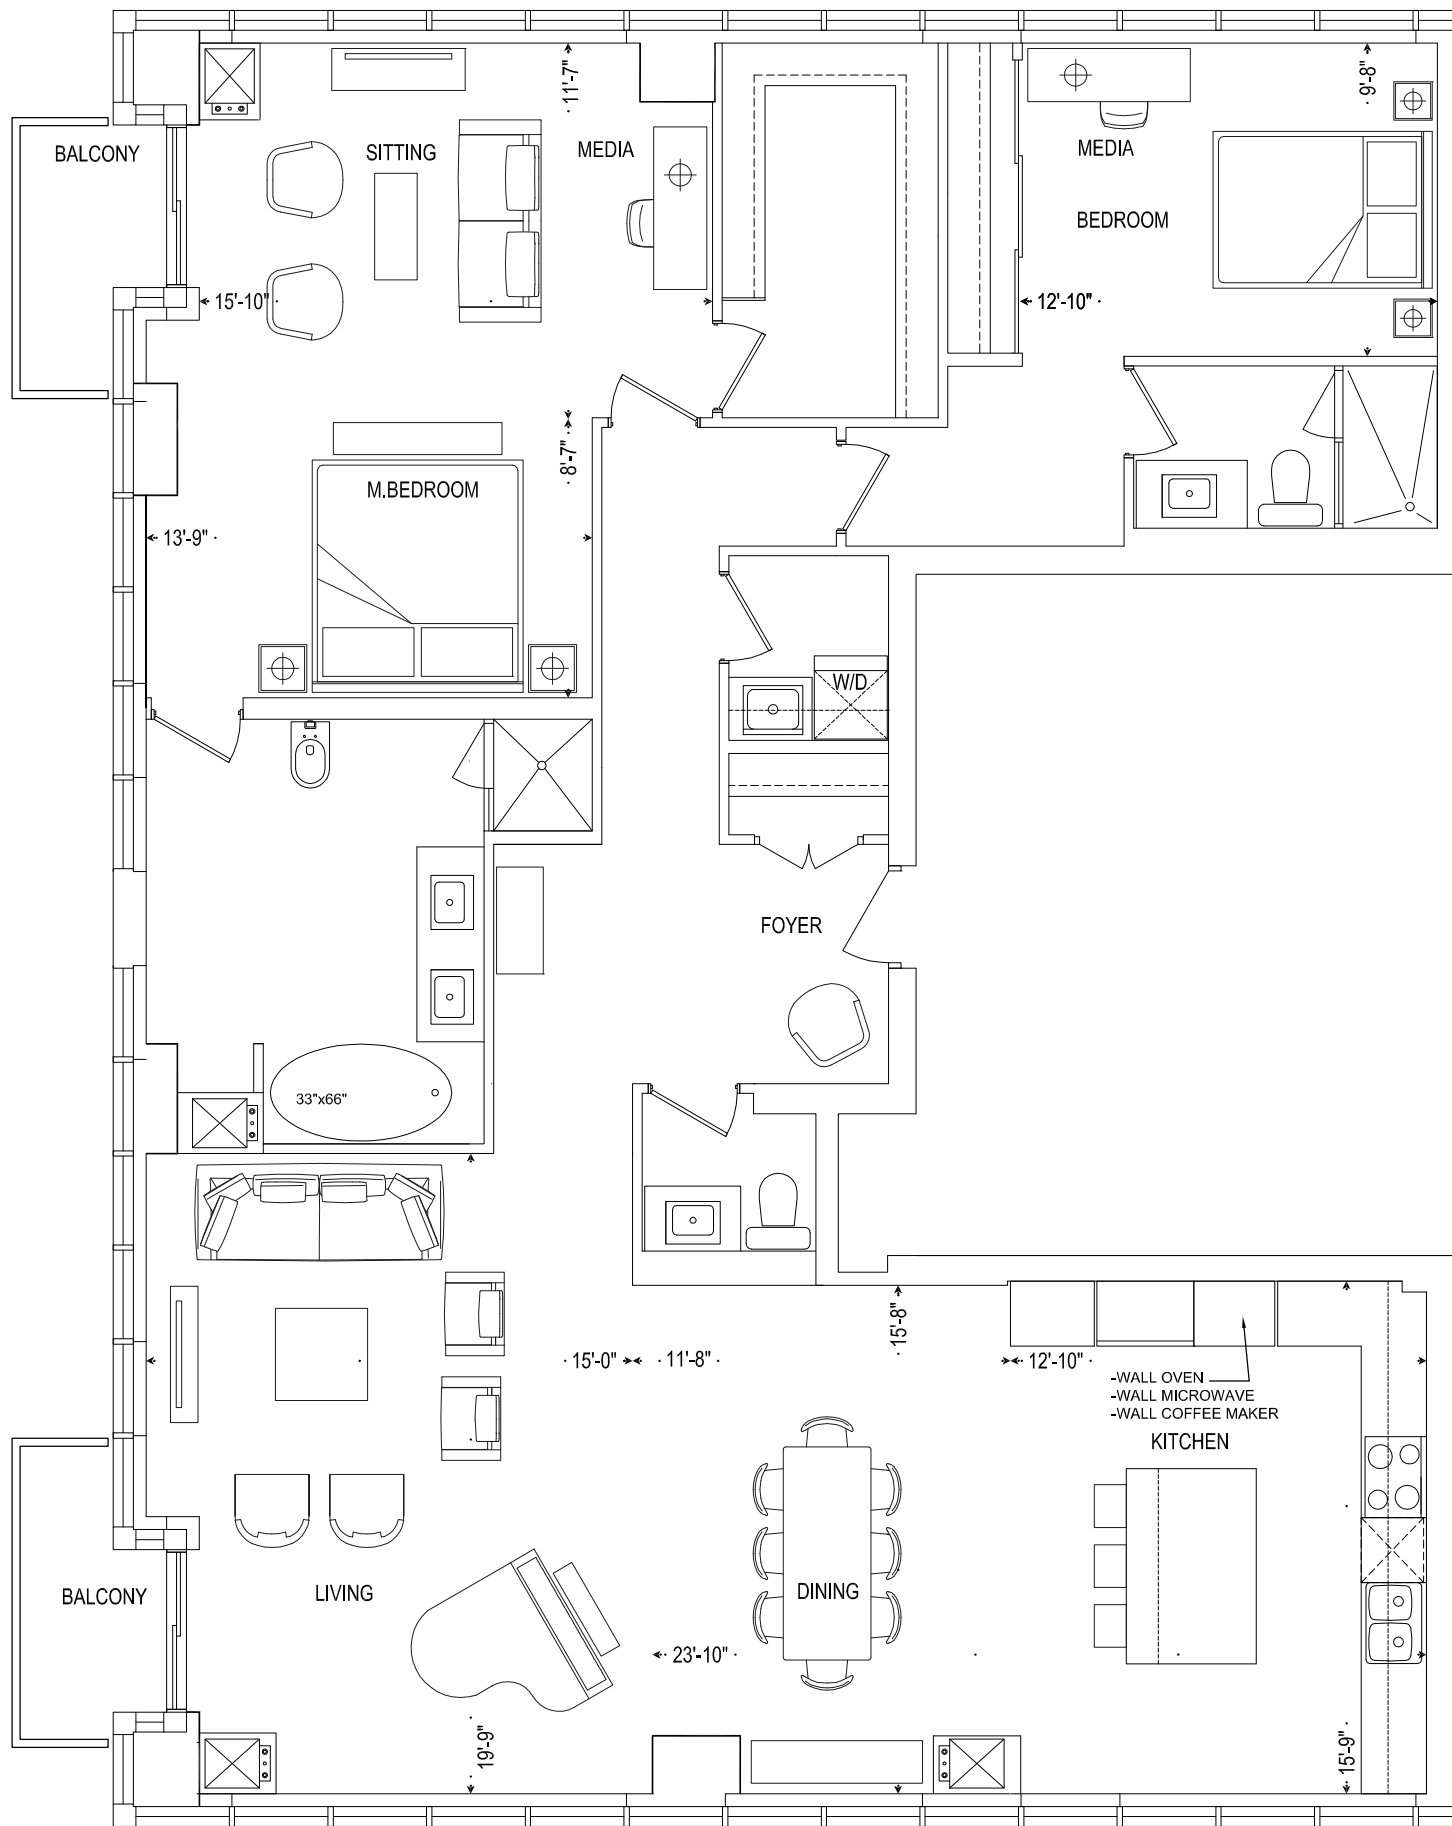 11'-7"
9'-8"
BALCONY
SITTING
MEDIA
MEDIA
BEDROOM
15'-10"
12'-10"
8'-7"
M.BEDROOM
13'-9"
W/D
FOYER
33"x66"
15'-8"
15'-0"
11'-8"
12'-10"
-WALL OVEN
-WALL MICROWAVE
-WALL COFFEE MAKER
KITCHEN
BALCONY
LIVING
DINING
23'-10"
19'-9"
15'-9"